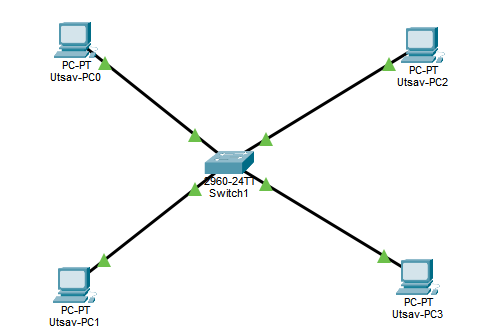 PC-PT
Utsav-PC0
PC-PT
Utsav-PC2
2960-24TT
Switch1
PC-PT
Utsav-PC1
PC-PT
Utsav-PC3